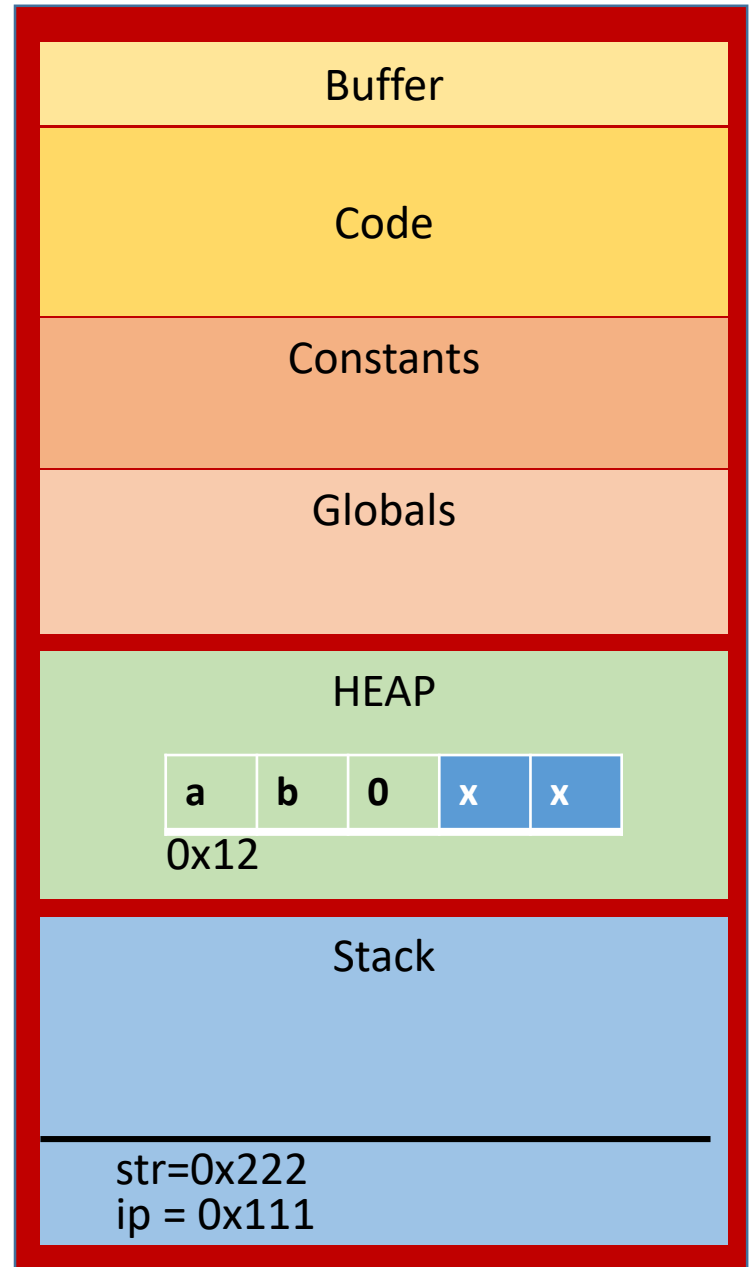 Buffer
Code
Constants
Globals
HEAP
a b 0 x x
0x12
Stack
str=0x222
ip = 0x111